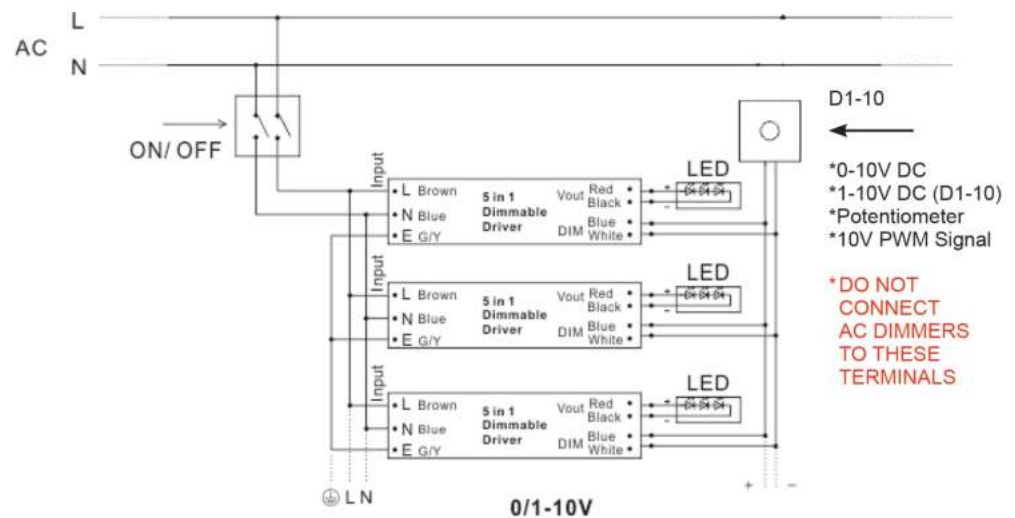 L
AC
N
ON/ OFF
D1-10
*0-10V DC
*1-10V DC (D1-10)
*Potentiometer
*10V PWM Signal
*DO NOT
CONNECT
AC DIMMERS
TO THESE
TERMINALS
Input
L Brown
N Blue
E G/Y
5 in 1
Dimmable
Driver
Vout Red
Black
DIM Blue
White
LED
+
-
Input
L Brown
N Blue
E G/Y
5 in 1
Dimmable
Driver
Vout Red
Black
DIM Blue
White
LED
+
-
Input
L Brown
N Blue
E G/Y
5 in 1
Dimmable
Driver
Vout Red
Black
DIM Blue
White
LED
+
-
L N
+ -
0/1-10V